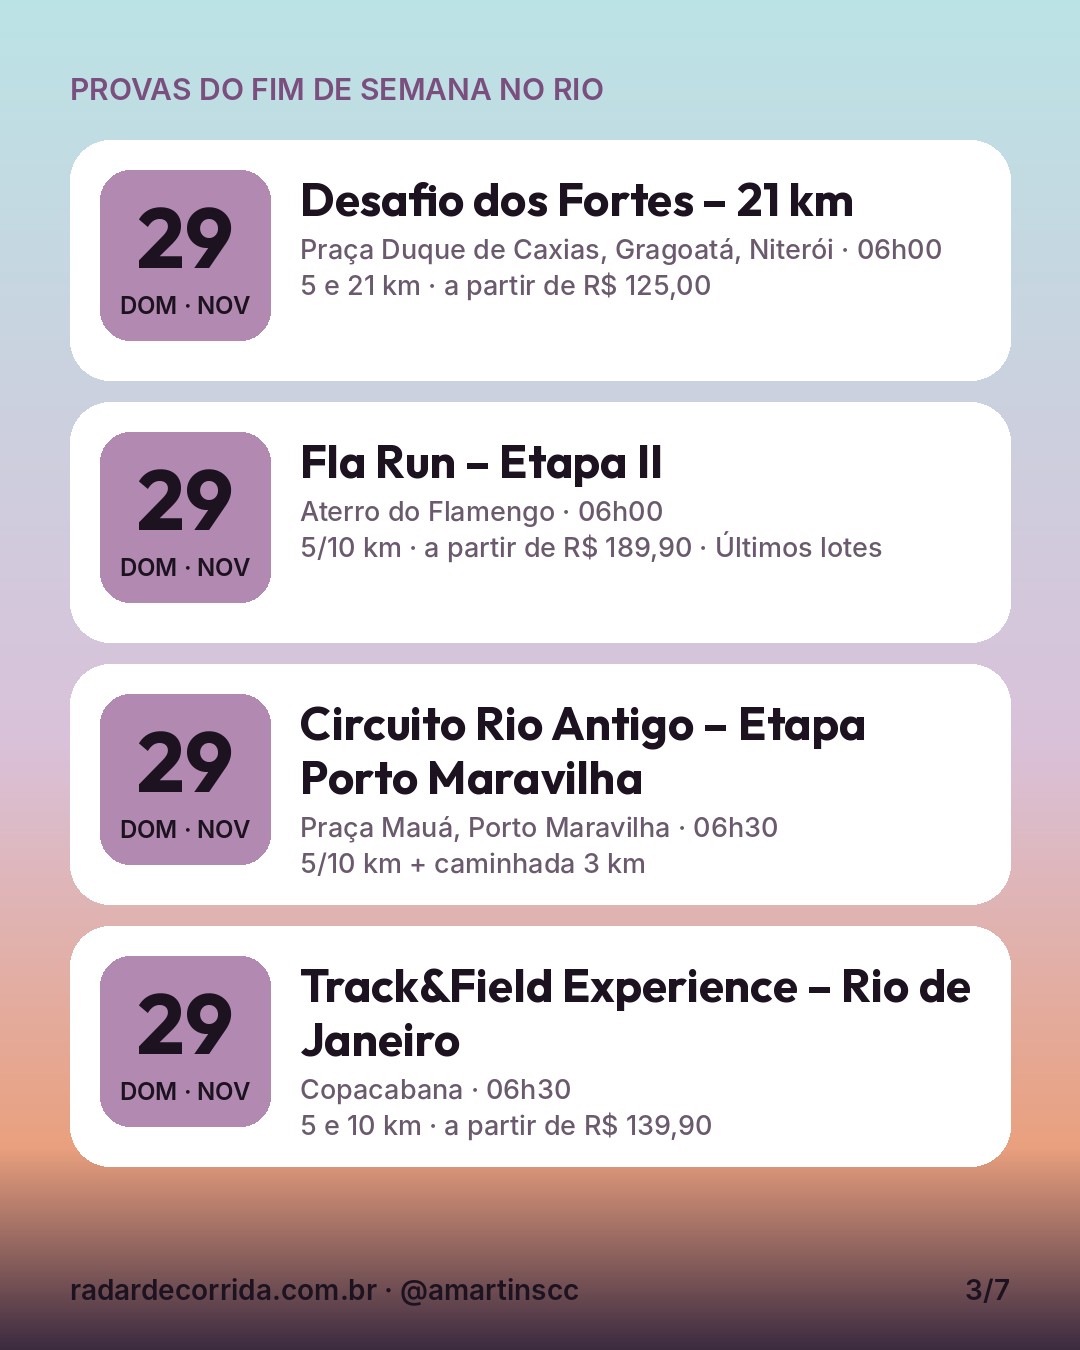 PROVAS DO FIM DE SEMANA NO RIO
29
DOM · NOV
Desafio dos Fortes – 21 km
Praça Duque de Caxias, Gragoatá, Niterói · 06h00
5 e 21 km · a partir de R$ 125,00
29
DOM · NOV
Fla Run – Etapa II
Aterro do Flamengo · 06h00
5/10 km · a partir de R$ 189,90 · Últimos lotes
29
DOM · NOV
Circuito Rio Antigo – Etapa
Porto Maravilha
Praça Mauá, Porto Maravilha · 06h30
5/10 km + caminhada 3 km
29
DOM · NOV
Track&Field Experience – Rio de
Janeiro
Copacabana · 06h30
5 e 10 km · a partir de R$ 139,90
radardecorrida.com.br · @amartinscc
3/7